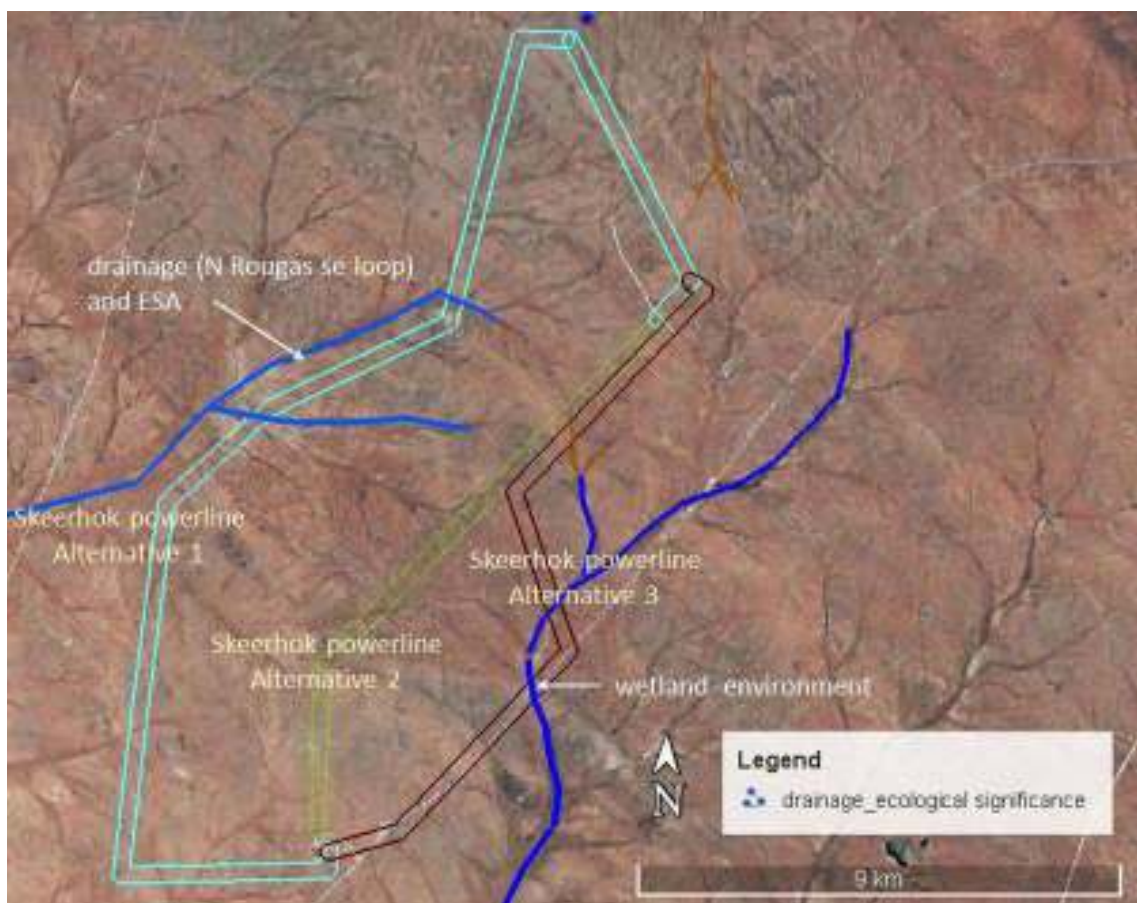 drainage (N Rougas se loop)
and ESA
Skeerhok powerline
Alternative 1
Skeerhok powerline
Alternative 3
Skeerhok powerline
Alternative 2
wetland environment
N
Legend
drainage_ecological significance
9 km